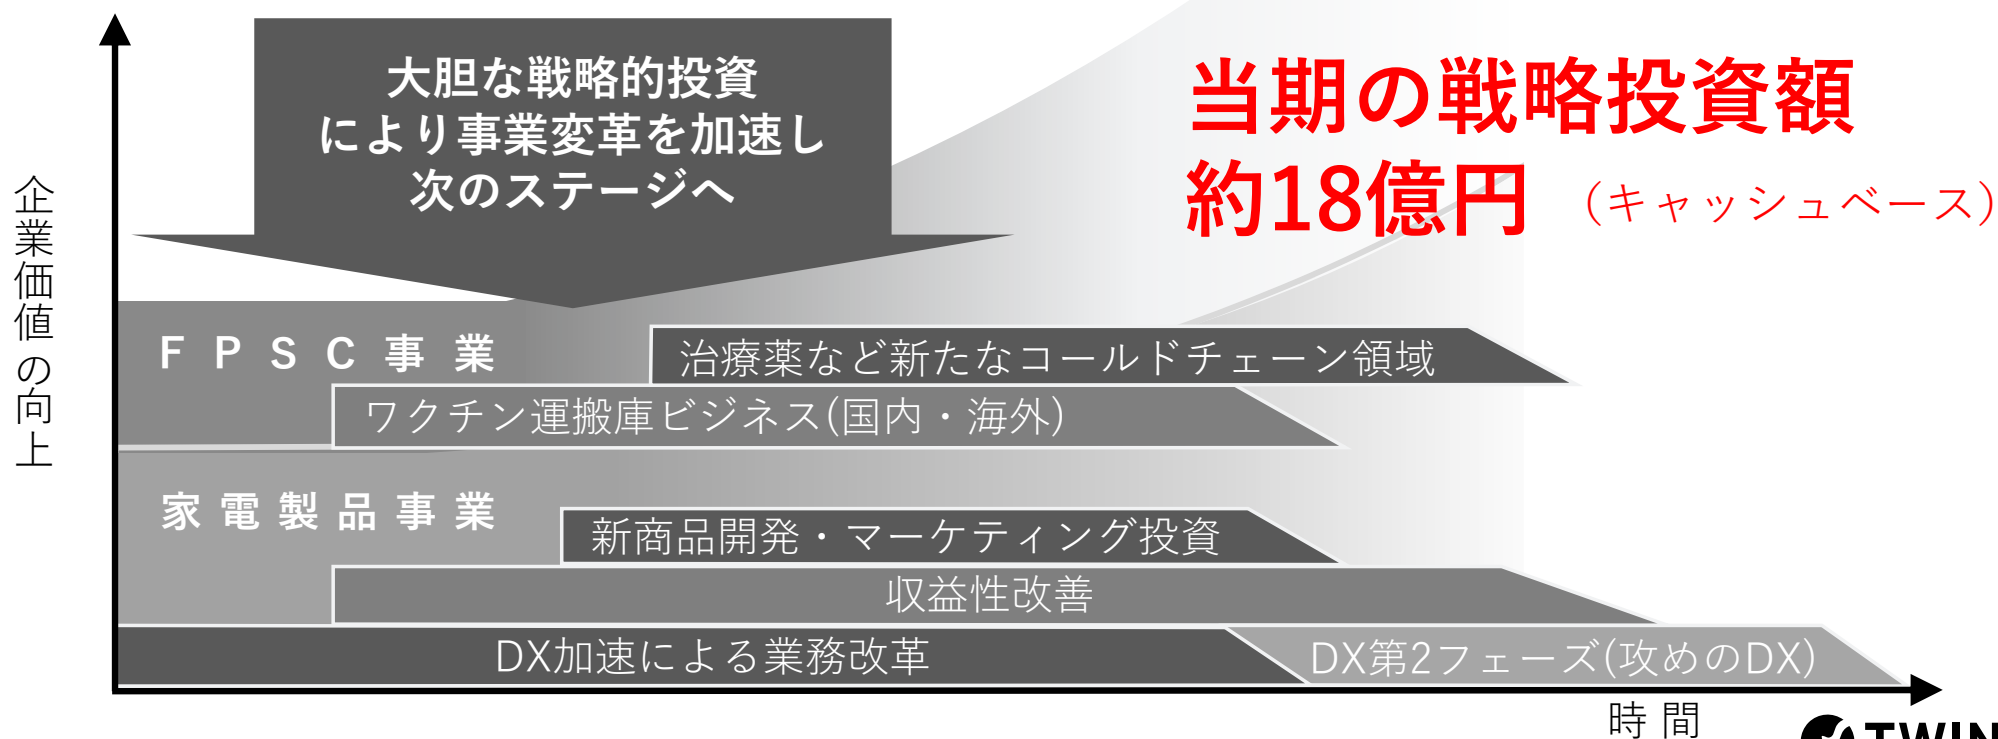 大胆な戦略的投資
により事業変革を加速し
次のステージへ
当期の戦略投資額
約18億円 （キャッシュベース）
企業価値の向上
FPSC事業
治療薬など新たなコールドチェーン領域
ワクチン運搬庫ビジネス(国内・海外)
家電製品事業
新商品開発・マーケティング投資
収益性改善
DX加速による業務改革
DX第2フェーズ(攻めのDX)
時間
TWIN